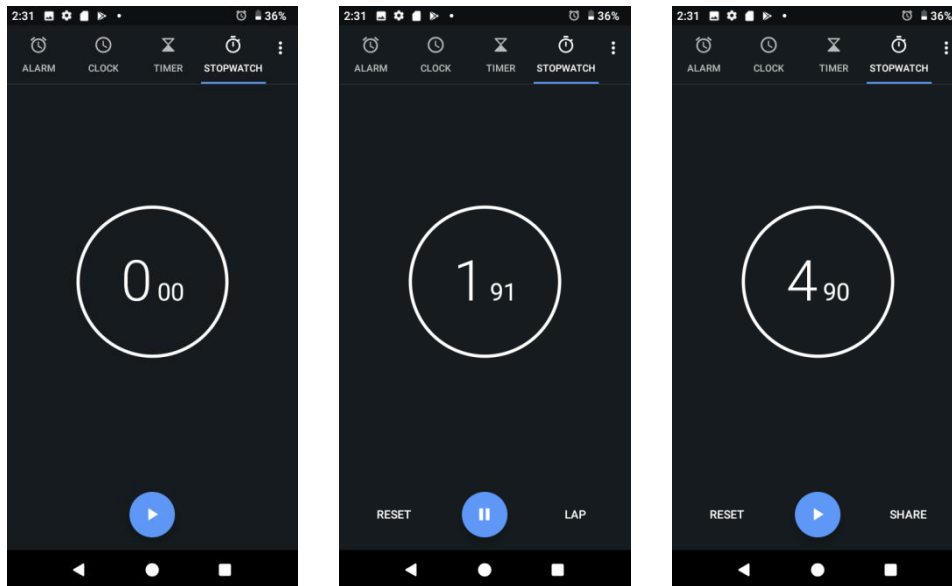 2:31 36%
ALARM CLOCK TIMER STOPWATCH
0 00
2:31 36%
ALARM CLOCK TIMER STOPWATCH
1 91
RESET LAP
2:31 36%
ALARM CLOCK TIMER STOPWATCH
4 90
RESET SHARE